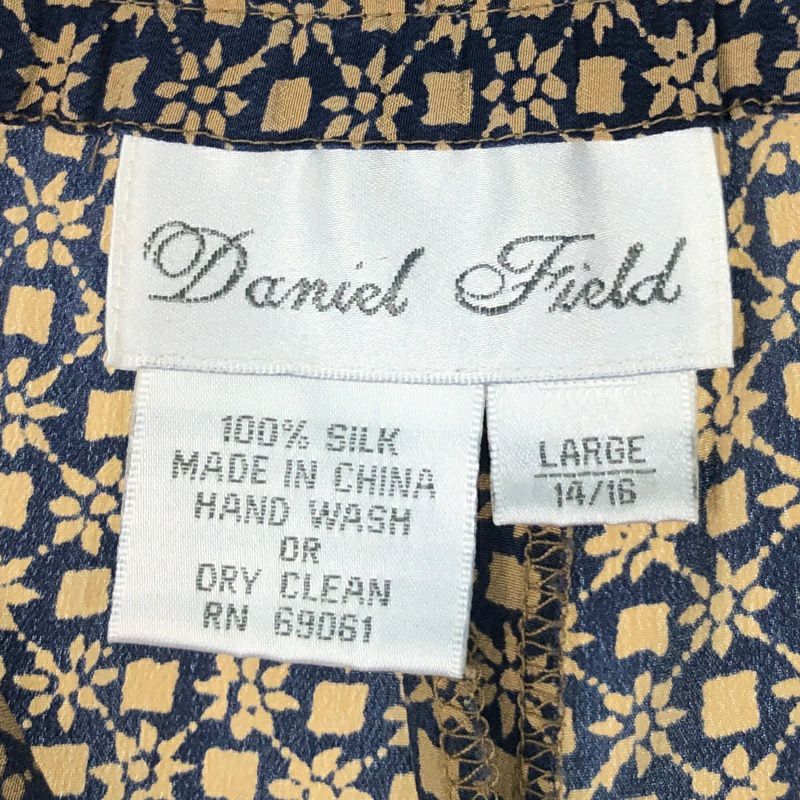 Daniel Field
100% SILK
MADE IN CHINA
HAND WASH
OR
DRY CLEAN
RN 69061
LARGE
14/16